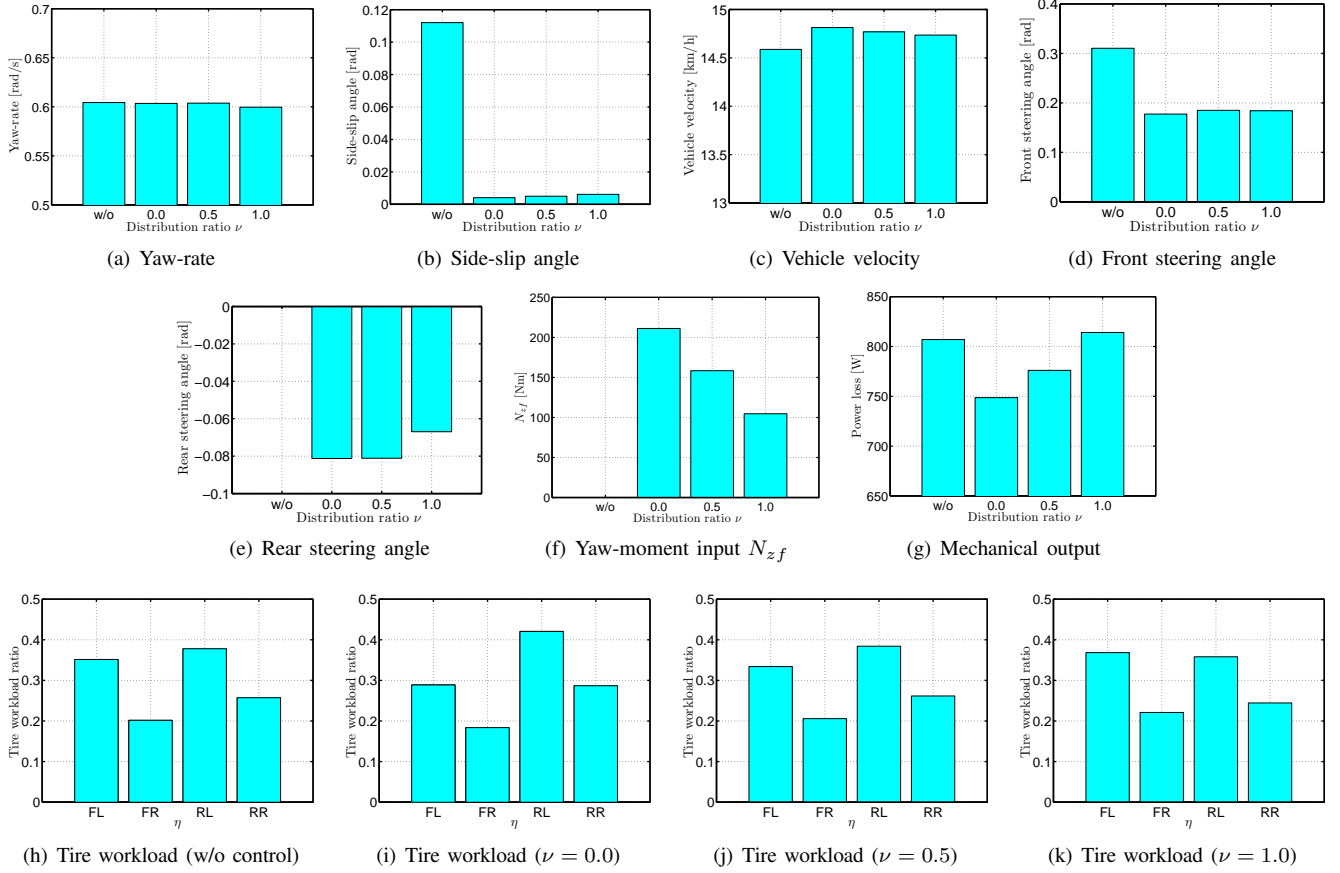 0.7
0.65
0.6
0.55
0.5
Yaw-rate [rad/s]
w/o 0.0 0.5 1.0
Distribution ratio ν
(a) Yaw-rate
0.12
0.1
0.08
0.06
0.04
0.02
0
Side-slip angle [rad]
w/o 0.0 0.5 1.0
Distribution ratio ν
(b) Side-slip angle
15
14.5
14
13.5
13
Vehicle velocity [km/h]
w/o 0.0 0.5 1.0
Distribution ratio ν
(c) Vehicle velocity
0.4
0.3
0.2
0.1
0
Front steering angle [rad]
w/o 0.0 0.5 1.0
Distribution ratio ν
(d) Front steering angle
0
−0.02
−0.04
−0.06
−0.08
−0.1
Rear steering angle [rad]
w/o 0.0 0.5 1.0
Distribution ratio ν
(e) Rear steering angle
250
200
150
100
50
0
N_{zf} [Nm]
w/o 0.0 0.5 1.0
Distribution ratio ν
(f) Yaw-moment input N_{zf}
850
800
750
700
650
Power loss [W]
w/o 0.0 0.5 1.0
Distribution ratio ν
(g) Mechanical output
0.5
0.4
0.3
0.2
0.1
0
Tire workload ratio
FL FR RL RR
η
(h) Tire workload (w/o control)
0.5
0.4
0.3
0.2
0.1
0
Tire workload ratio
FL FR RL RR
η
(i) Tire workload (ν = 0.0)
0.5
0.4
0.3
0.2
0.1
0
Tire workload ratio
FL FR RL RR
η
(j) Tire workload (ν = 0.5)
0.5
0.4
0.3
0.2
0.1
0
Tire workload ratio
FL FR RL RR
η
(k) Tire workload (ν = 1.0)